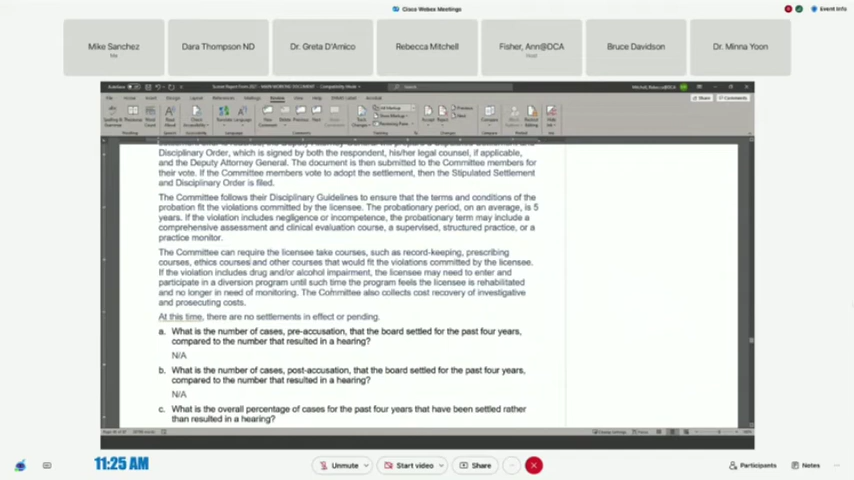 Cisco Webex Meetings
Event Info
Mike Sanchez
Me
Dara Thompson ND
Dr. Greta D'Amico
Rebecca Mitchell
Fisher, Ann@DCA
Host
Bruce Davidson
Dr. Minna Yoon
Disciplinary Order, which is signed by both the respondent, his/her legal counsel, if applicable,
and the Deputy Attorney General. The document is then submitted to the Committee members for
their vote. If the Committee members vote to adopt the settlement, then the Stipulated Settlement
and Disciplinary Order is filed.
The Committee follows their Disciplinary Guidelines to ensure that the terms and conditions of the
probation fit the violations committed by the licensee. The probationary period, on an average, is 5
years. If the violation includes negligence or incompetence, the probationary term may include a
comprehensive assessment and clinical evaluation course, a supervised, structured practice, or a
practice monitor.
The Committee can require the licensee take courses, such as record-keeping, prescribing
courses, ethics courses and other courses that would fit the violations committed by the licensee.
If the violation includes drug and/or alcohol impairment, the licensee may need to enter and
participate in a diversion program until such time the program feels the licensee is rehabilitated
and no longer in need of monitoring. The Committee also collects cost recovery of investigative
and prosecuting costs.
At this time, there are no settlements in effect or pending.
a. What is the number of cases, pre-accusation, that the board settled for the past four years,
compared to the number that resulted in a hearing?
N/A
b. What is the number of cases, post-accusation, that the board settled for the past four years,
compared to the number that resulted in a hearing?
N/A
c. What is the overall percentage of cases for the past four years that have been settled rather
than resulted in a hearing?
11:25 AM
Unmute
Start video
Share
Participants
Notes